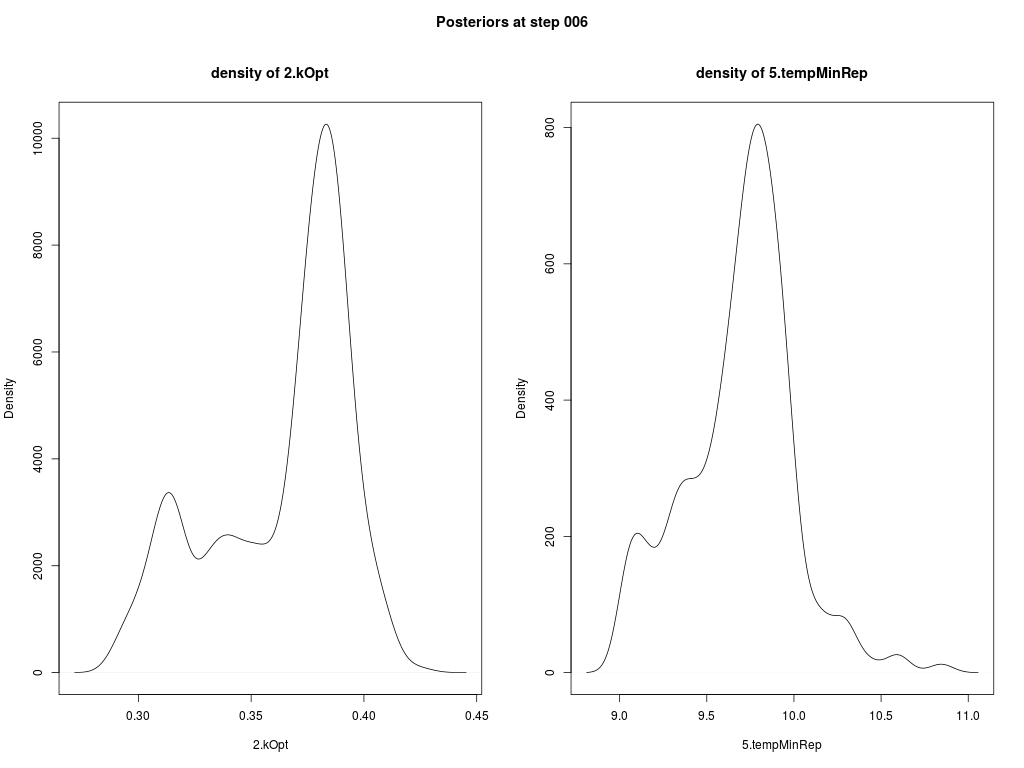 Posteriors at step 006
density of 2.kOpt
Density
0
2000
4000
6000
8000
10000
0.30
0.35
0.40
0.45
2.kOpt
density of 5.tempMinRep
Density
0
200
400
600
800
9.0
9.5
10.0
10.5
11.0
5.tempMinRep